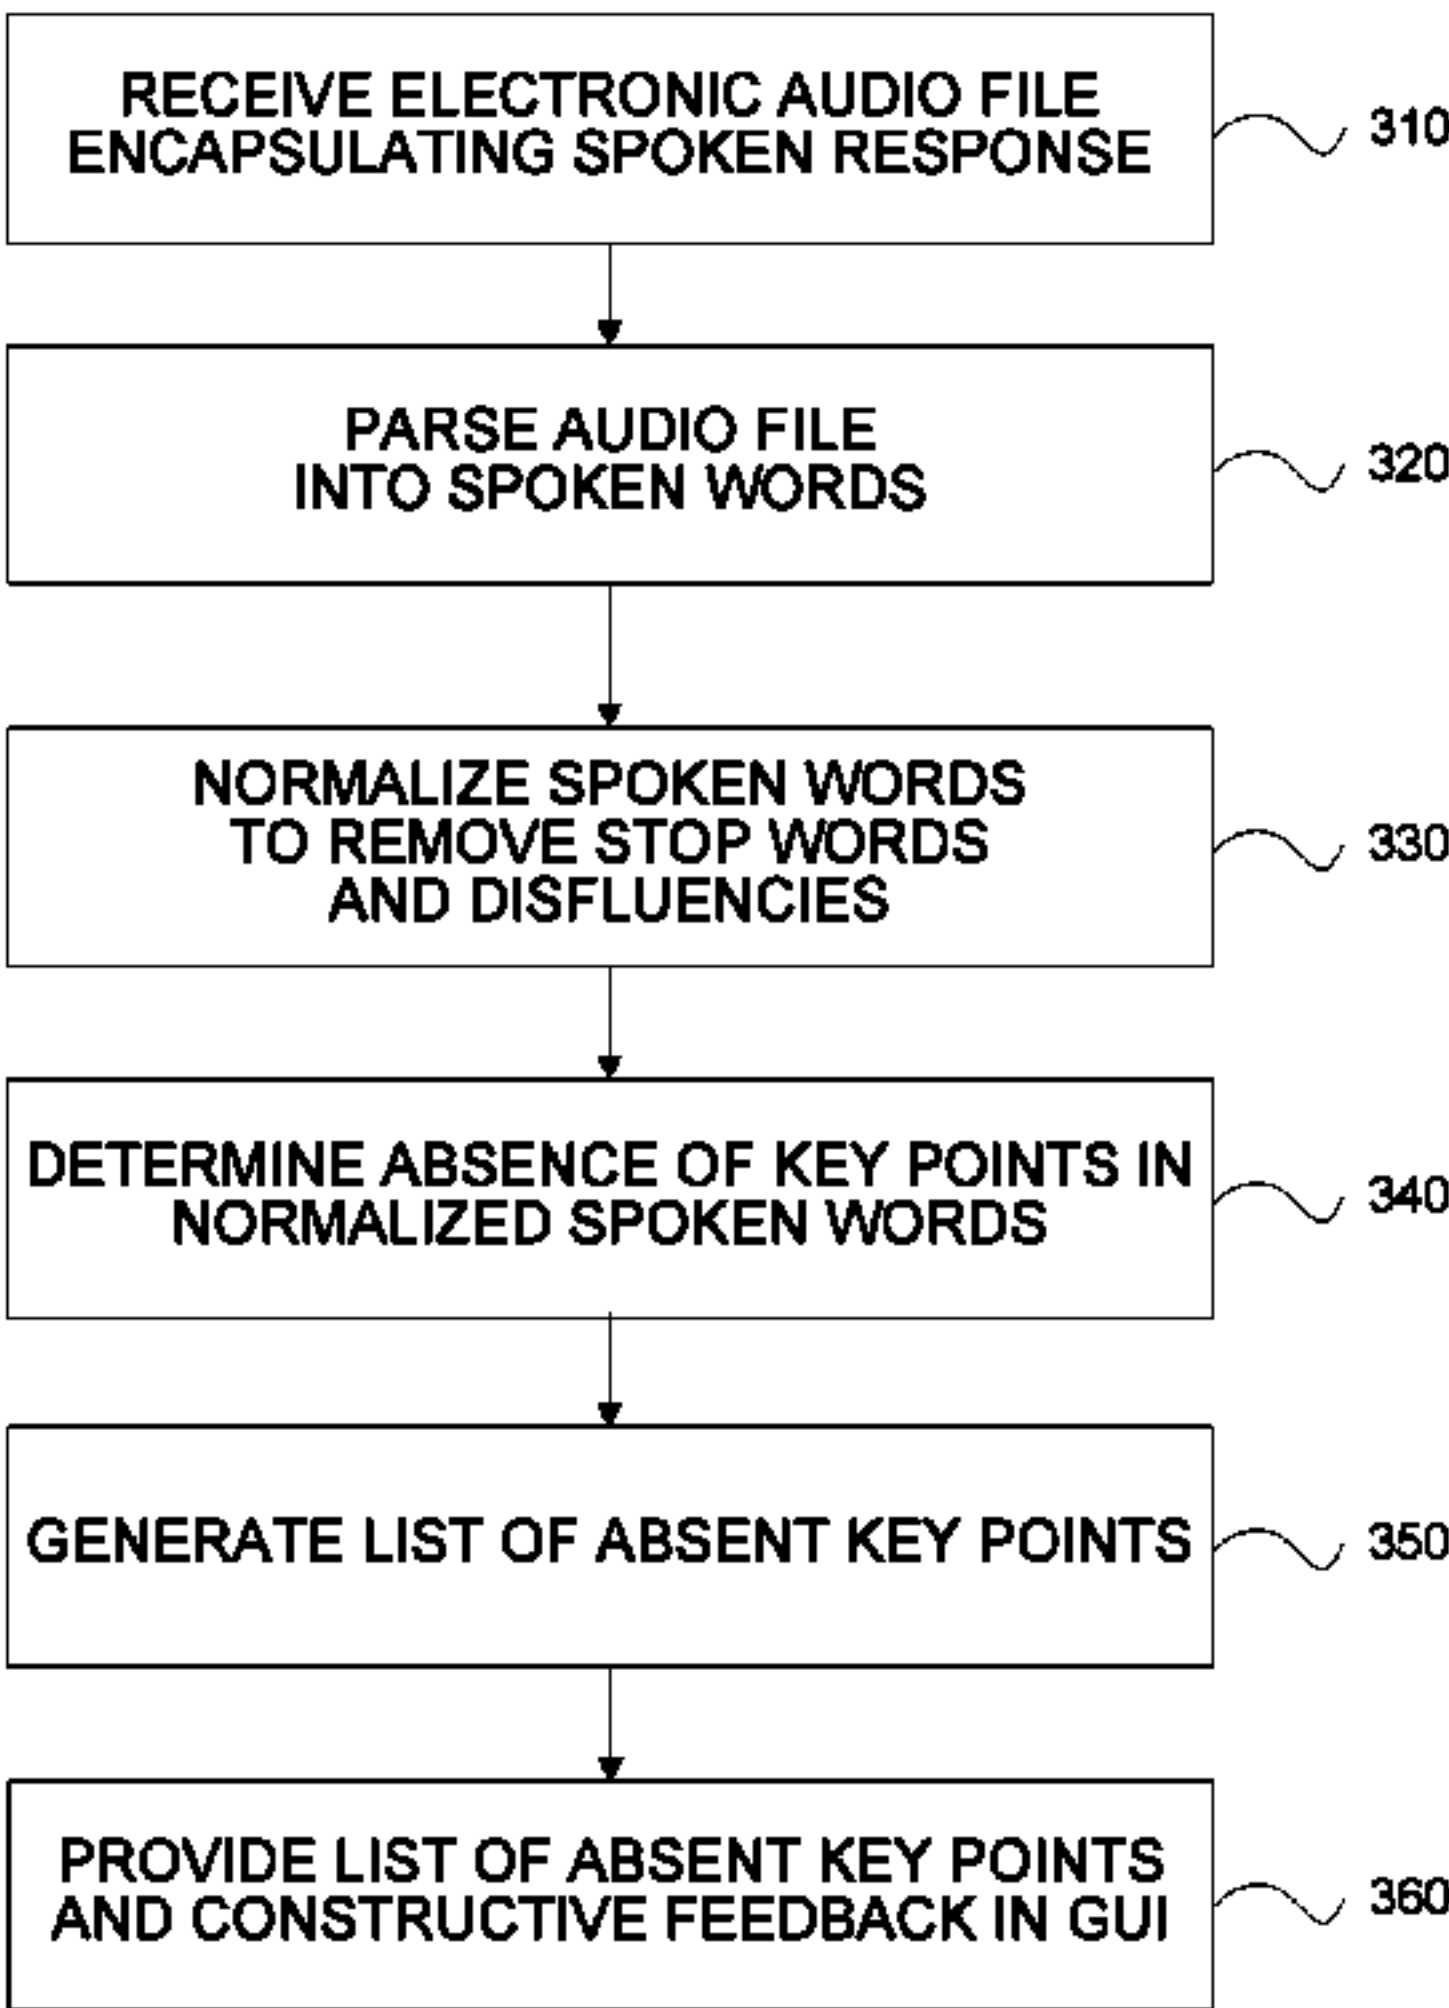 RECEIVE ELECTRONIC AUDIO FILE
ENCAPSULATING SPOKEN RESPONSE
310
PARSE AUDIO FILE
INTO SPOKEN WORDS
320
NORMALIZE SPOKEN WORDS
TO REMOVE STOP WORDS
AND DISFLUENCIES
330
DETERMINE ABSENCE OF KEY POINTS IN
NORMALIZED SPOKEN WORDS
340
GENERATE LIST OF ABSENT KEY POINTS
350
PROVIDE LIST OF ABSENT KEY POINTS
AND CONSTRUCTIVE FEEDBACK IN GUI
360